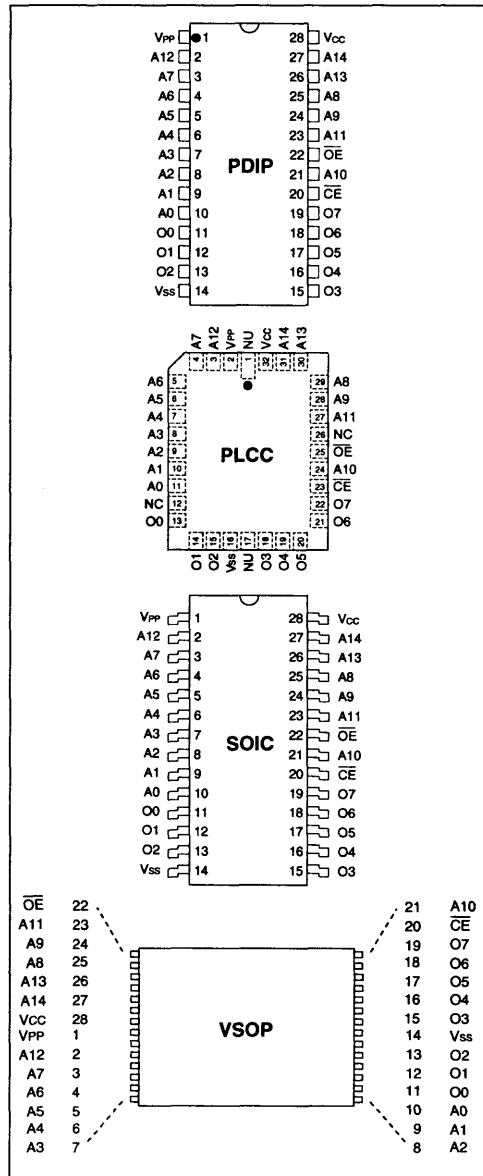 VPP 1 28 VCC
A12 2 27 A14
A7 3 26 A13
A6 4 25 A8
A5 5 24 A9
A4 6 23 A11
A3 7 22 OE
A2 8 21 A10
A1 9 20 CE
A0 10 19 O7
O0 11 18 O6
O1 12 17 O5
O2 13 16 O4
VSS 14 15 O3
PDIP
A7 A12 VPP NU VCC A14 A13
4 3 2 1 32 31 30
A6 5 29 A8
A5 6 28 A9
A4 7 27 A11
A3 8 26 NC
A2 9 25 OE
A1 10 24 A10
A0 11 23 CE
NC 12 22 O7
O0 13 21 O6
PLCC
14 15 16 17 18 19 20
O1 O2 VSS NU O3 O4 O5
VPP 1 28 VCC
A12 2 27 A14
A7 3 26 A13
A6 4 25 A8
A5 5 24 A9
A4 6 23 A11
A3 7 22 OE
A2 8 21 A10
A1 9 20 CE
A0 10 19 O7
O0 11 18 O6
O1 12 17 O5
O2 13 16 O4
VSS 14 15 O3
SOIC
OE 22 21 A10
A11 23 20 CE
A9 24 19 O7
A8 25 18 O6
A13 26 17 O5
A14 27 16 O4
VCC 28 15 O3
VPP 1 14 VSS
A12 2 13 O2
A7 3 12 O1
A6 4 11 O0
A5 5 10 A0
A4 6 9 A1
A3 7 8 A2
VSOP